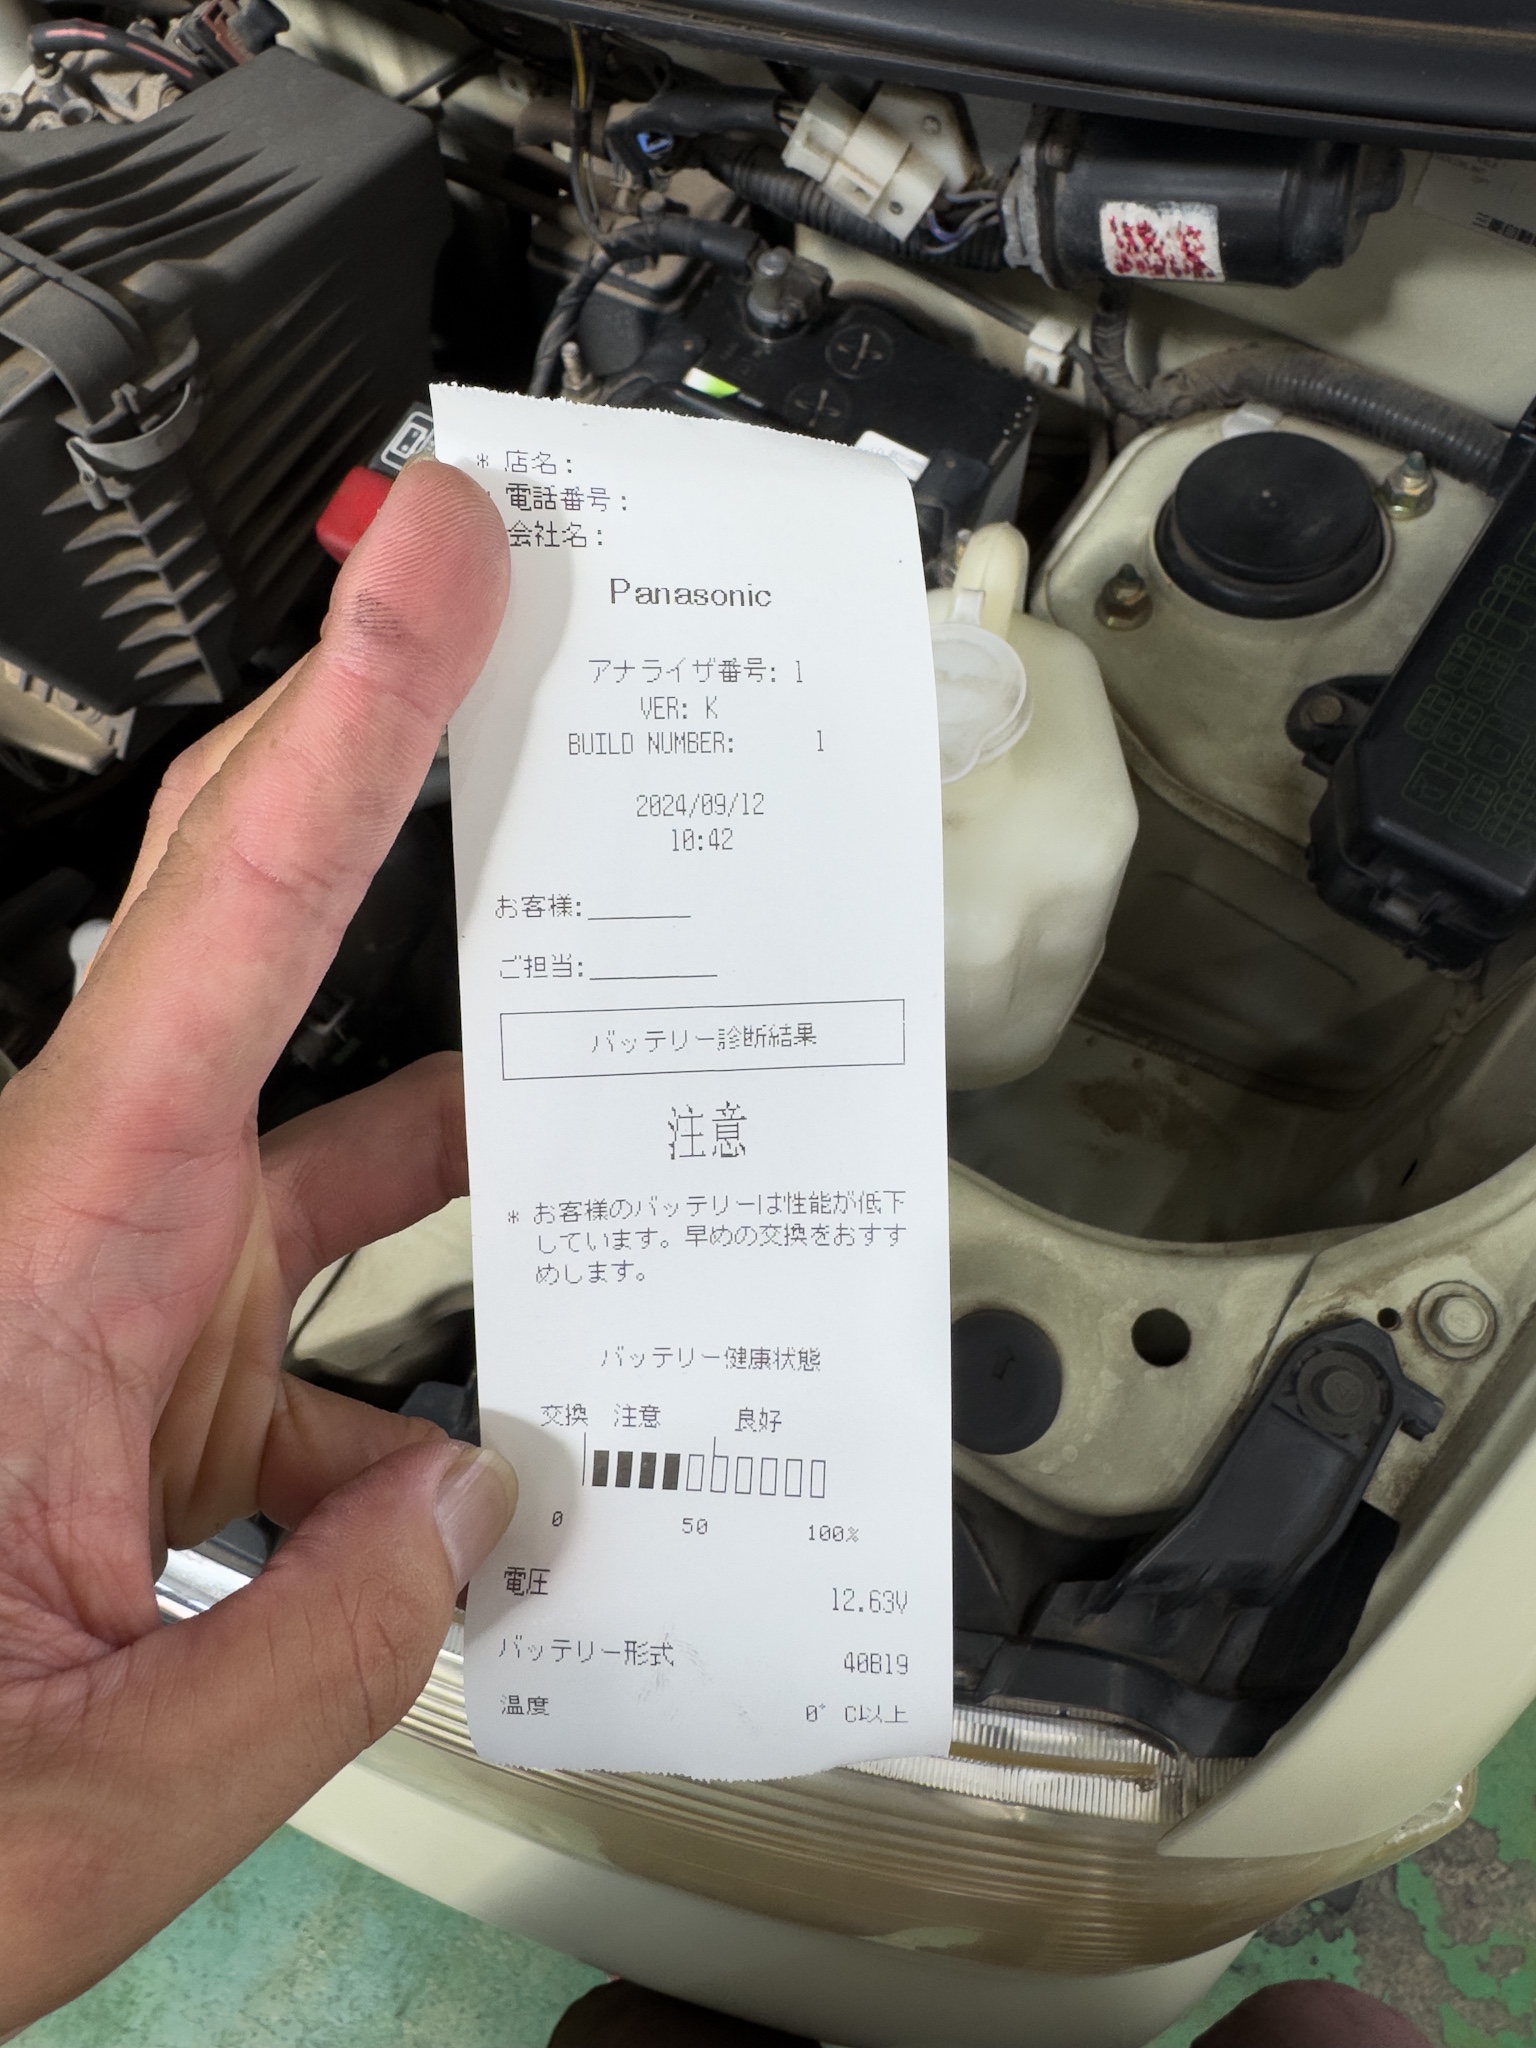 * 店名:
電話番号:
会社名:
Panasonic
アナライザ番号: 1
VER: K
BUILD NUMBER: 1
2024/09/12
10:42
お客様:
ご担当:
バッテリー診断結果
注意
* お客様のバッテリーは性能が低下
しています。早めの交換をおすす
めします。
バッテリー健康状態
交換 注意 良好
0 50 100%
電圧 12.63V
バッテリー形式 40B19
温度 0° C以上